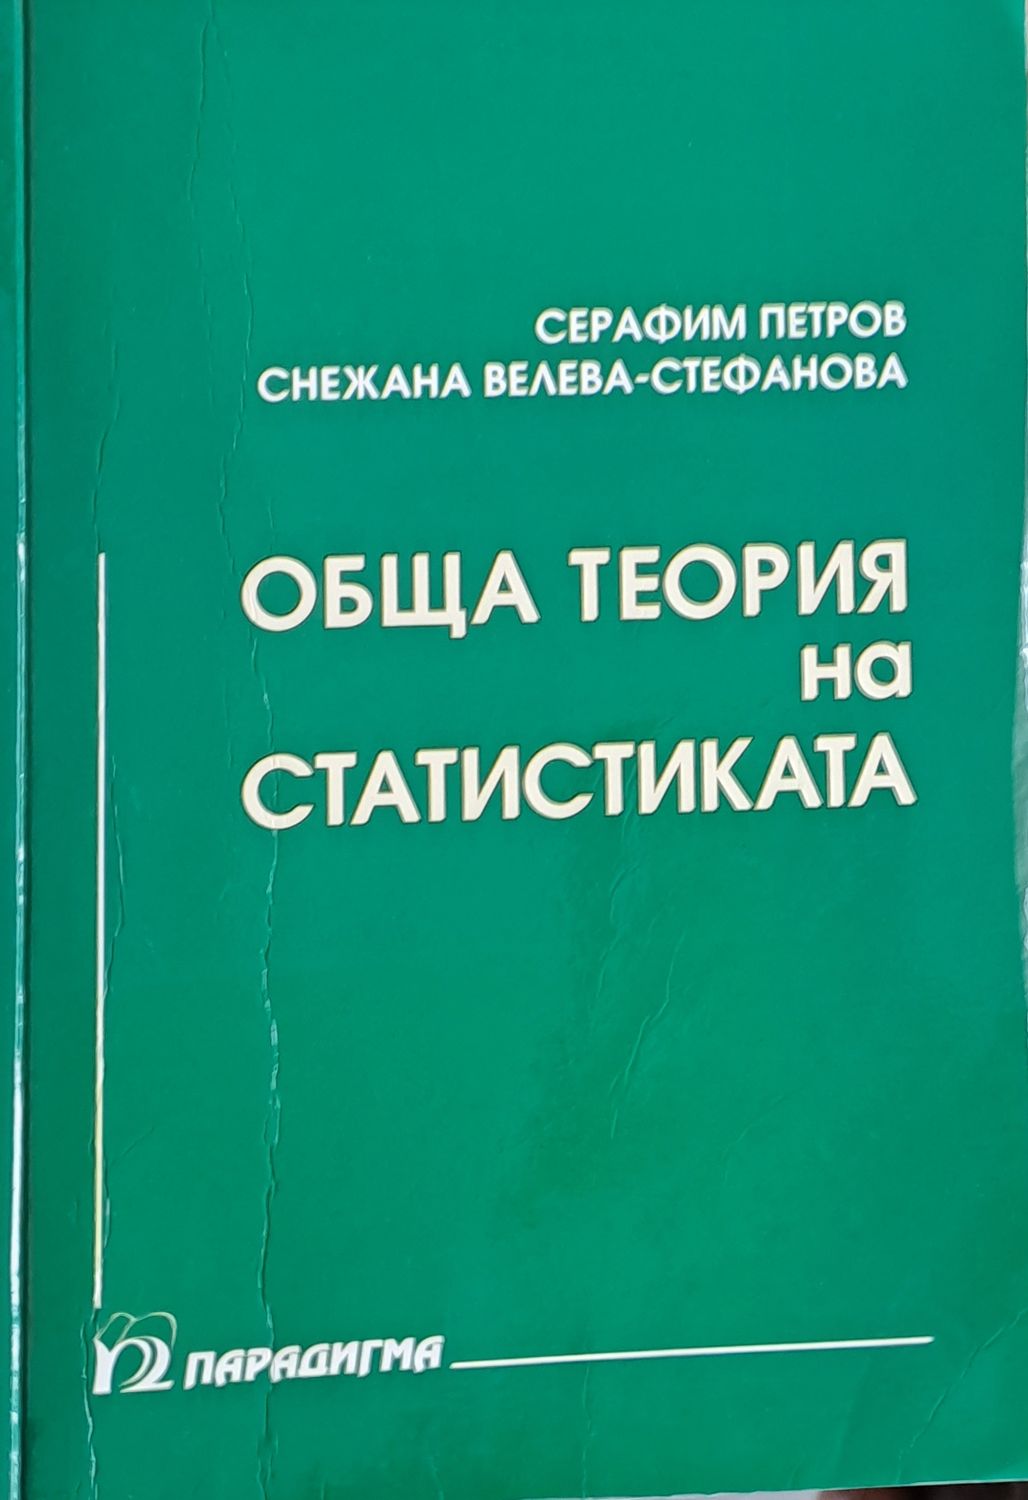 СЕРАФИМ ПЕТРОВ
СНЕЖАНА ВЕЛЕВА-СТЕФАНОВА
ОБЩА ТЕОРИЯ
на
СТАТИСТИКАТА
ПАРАДИГМА